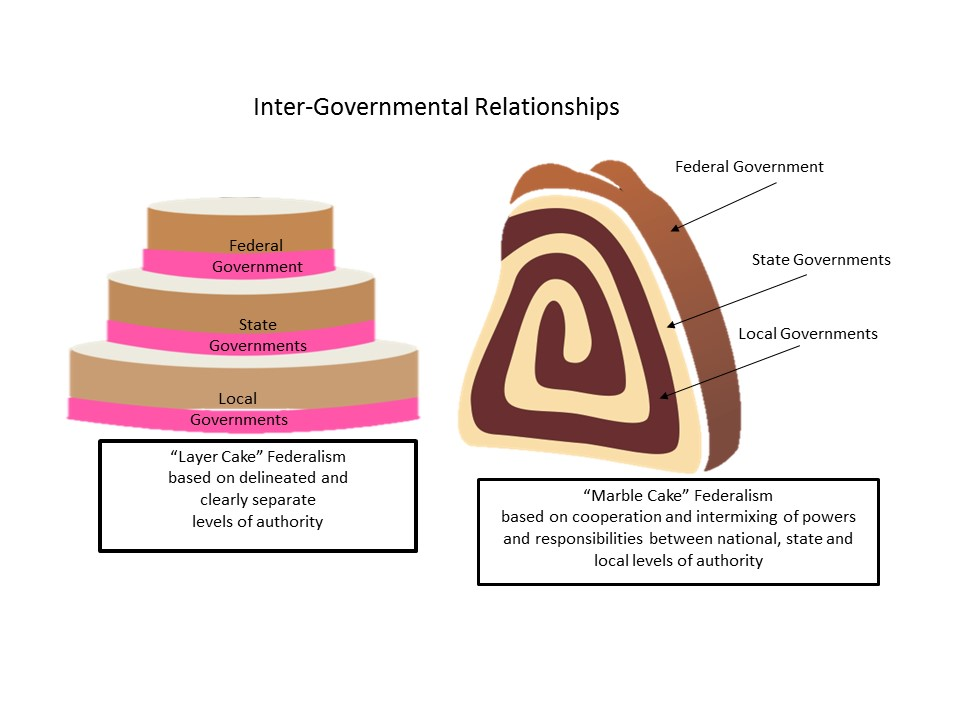 Inter-Governmental Relationships
Federal
Government
State
Governments
Local
Governments
“Layer Cake” Federalism
based on delineated and
clearly separate
levels of authority
Federal Government
State Governments
Local Governments
“Marble Cake” Federalism
based on cooperation and intermixing of powers
and responsibilities between national, state and
local levels of authority